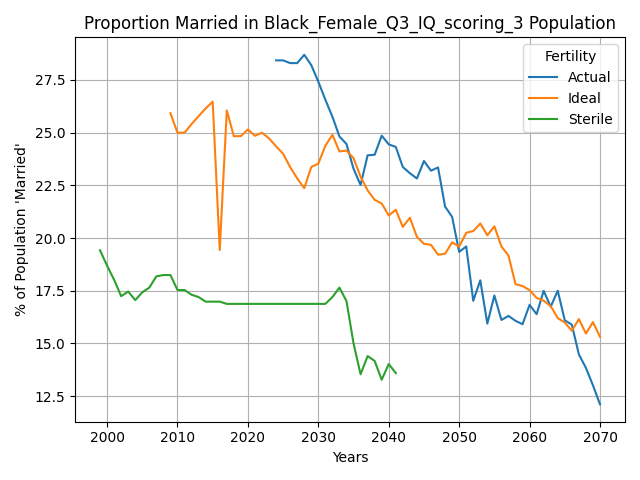 Proportion Married in Black_Female_Q3_IQ_scoring_3 Population
Fertility
Actual
Ideal
Sterile
% of Population 'Married'
27.5
25.0
22.5
20.0
17.5
15.0
12.5
2000
2010
2020
2030
2040
2050
2060
2070
Years